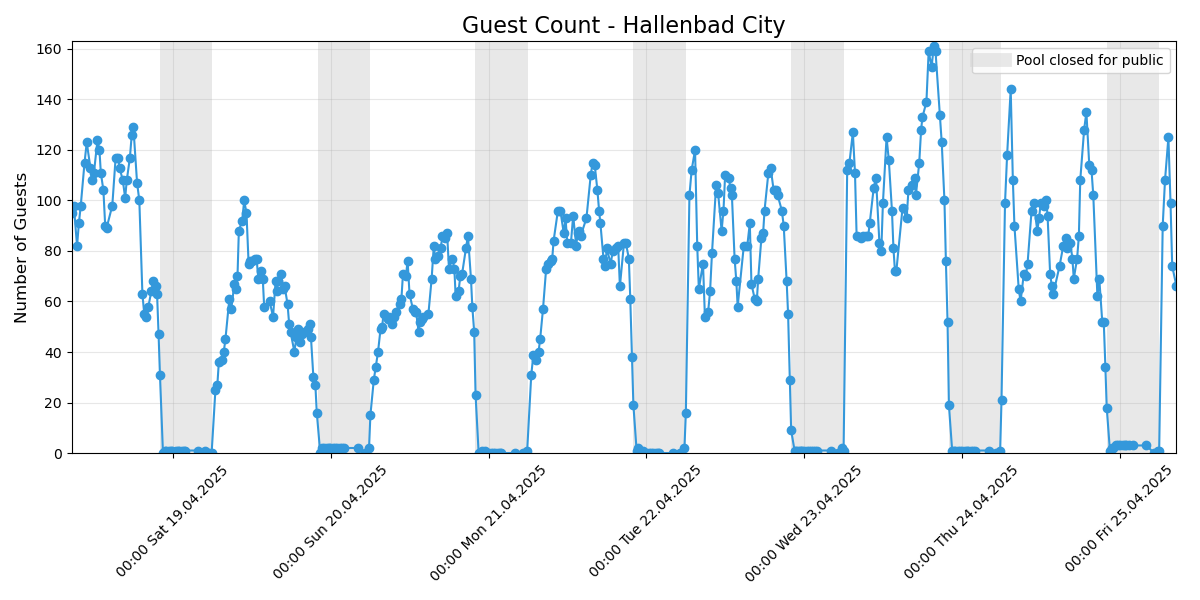 Guest Count - Hallenbad City
Pool closed for public
Number of Guests
160
140
120
100
80
60
40
20
0
00:00 Sat 19.04.2025
00:00 Sun 20.04.2025
00:00 Mon 21.04.2025
00:00 Tue 22.04.2025
00:00 Wed 23.04.2025
00:00 Thu 24.04.2025
00:00 Fri 25.04.2025